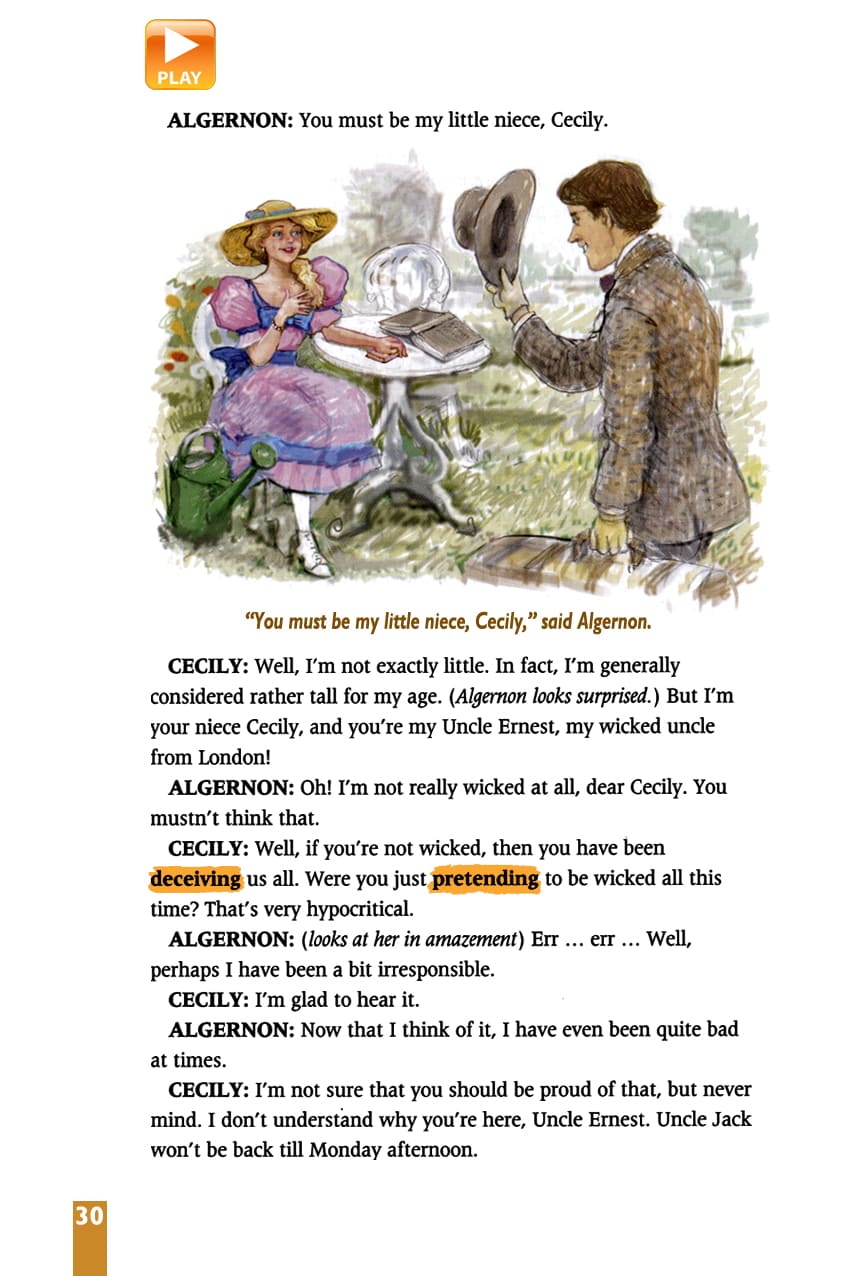 PLAY
ALGERNON: You must be my little niece, Cecily.
“You must be my little niece, Cecily,” said Algernon.
CECILY: Well, I’m not exactly little. In fact, I’m generally
considered rather tall for my age. (Algernon looks surprised.) But I’m
your niece Cecily, and you’re my Uncle Ernest, my wicked uncle
from London!
ALGERNON: Oh! I’m not really wicked at all, dear Cecily. You
mustn’t think that.
CECILY: Well, if you’re not wicked, then you have been
deceiving us all. Were you just pretending to be wicked all this
time? That’s very hypocritical.
ALGERNON: (looks at her in amazement) Err ... err ... Well,
perhaps I have been a bit irresponsible.
CECILY: I’m glad to hear it.
ALGERNON: Now that I think of it, I have even been quite bad
at times.
CECILY: I’m not sure that you should be proud of that, but never
mind. I don’t understand why you’re here, Uncle Ernest. Uncle Jack
won’t be back till Monday afternoon.
30